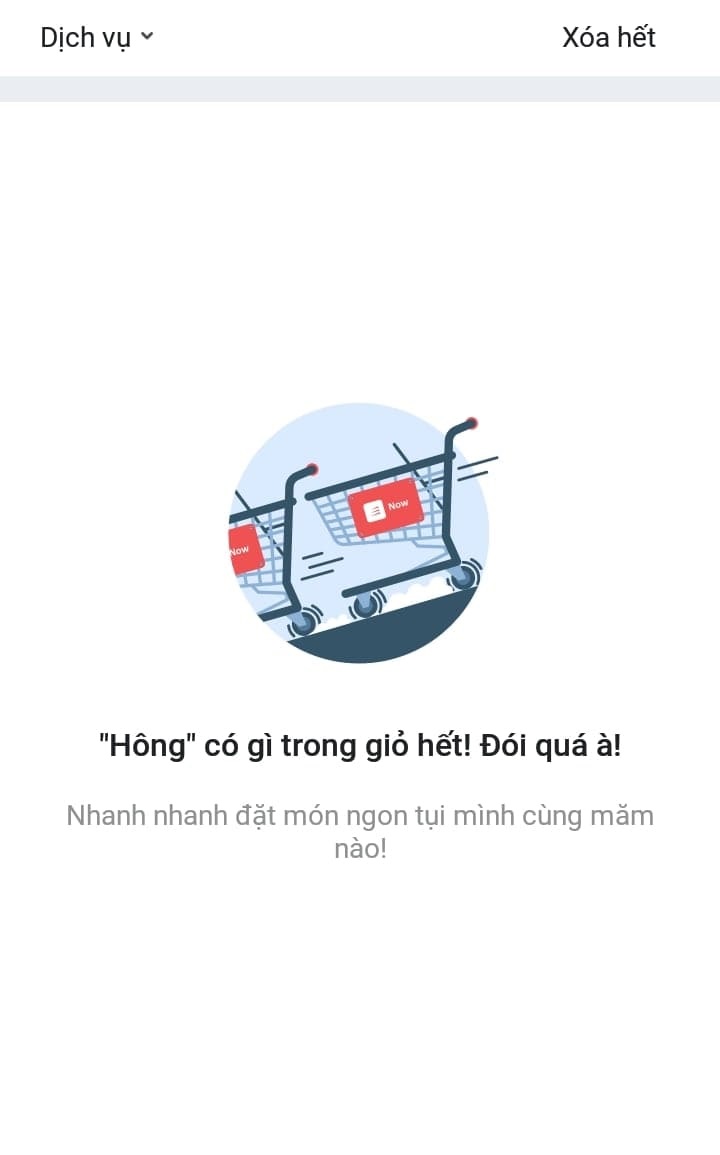 Dịch vụ
Xóa hết
Now
Now
"Hông" có gì trong giỏ hết! Đói quá à!
Nhanh nhanh đặt món ngon tụi mình cùng măm
nào!